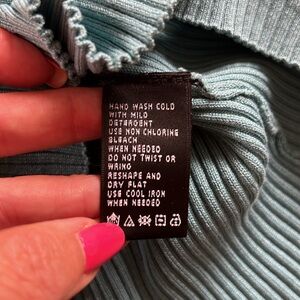 HAND WASH COLD
WITH MILD
DETERGENT
USE NON CHLORINE
BLEACH
WHEN NEEDED
DO NOT TWIST OR
WRING
RESHAPE AND
DRY FLAT
USE COOL IRON
WHEN NEEDED